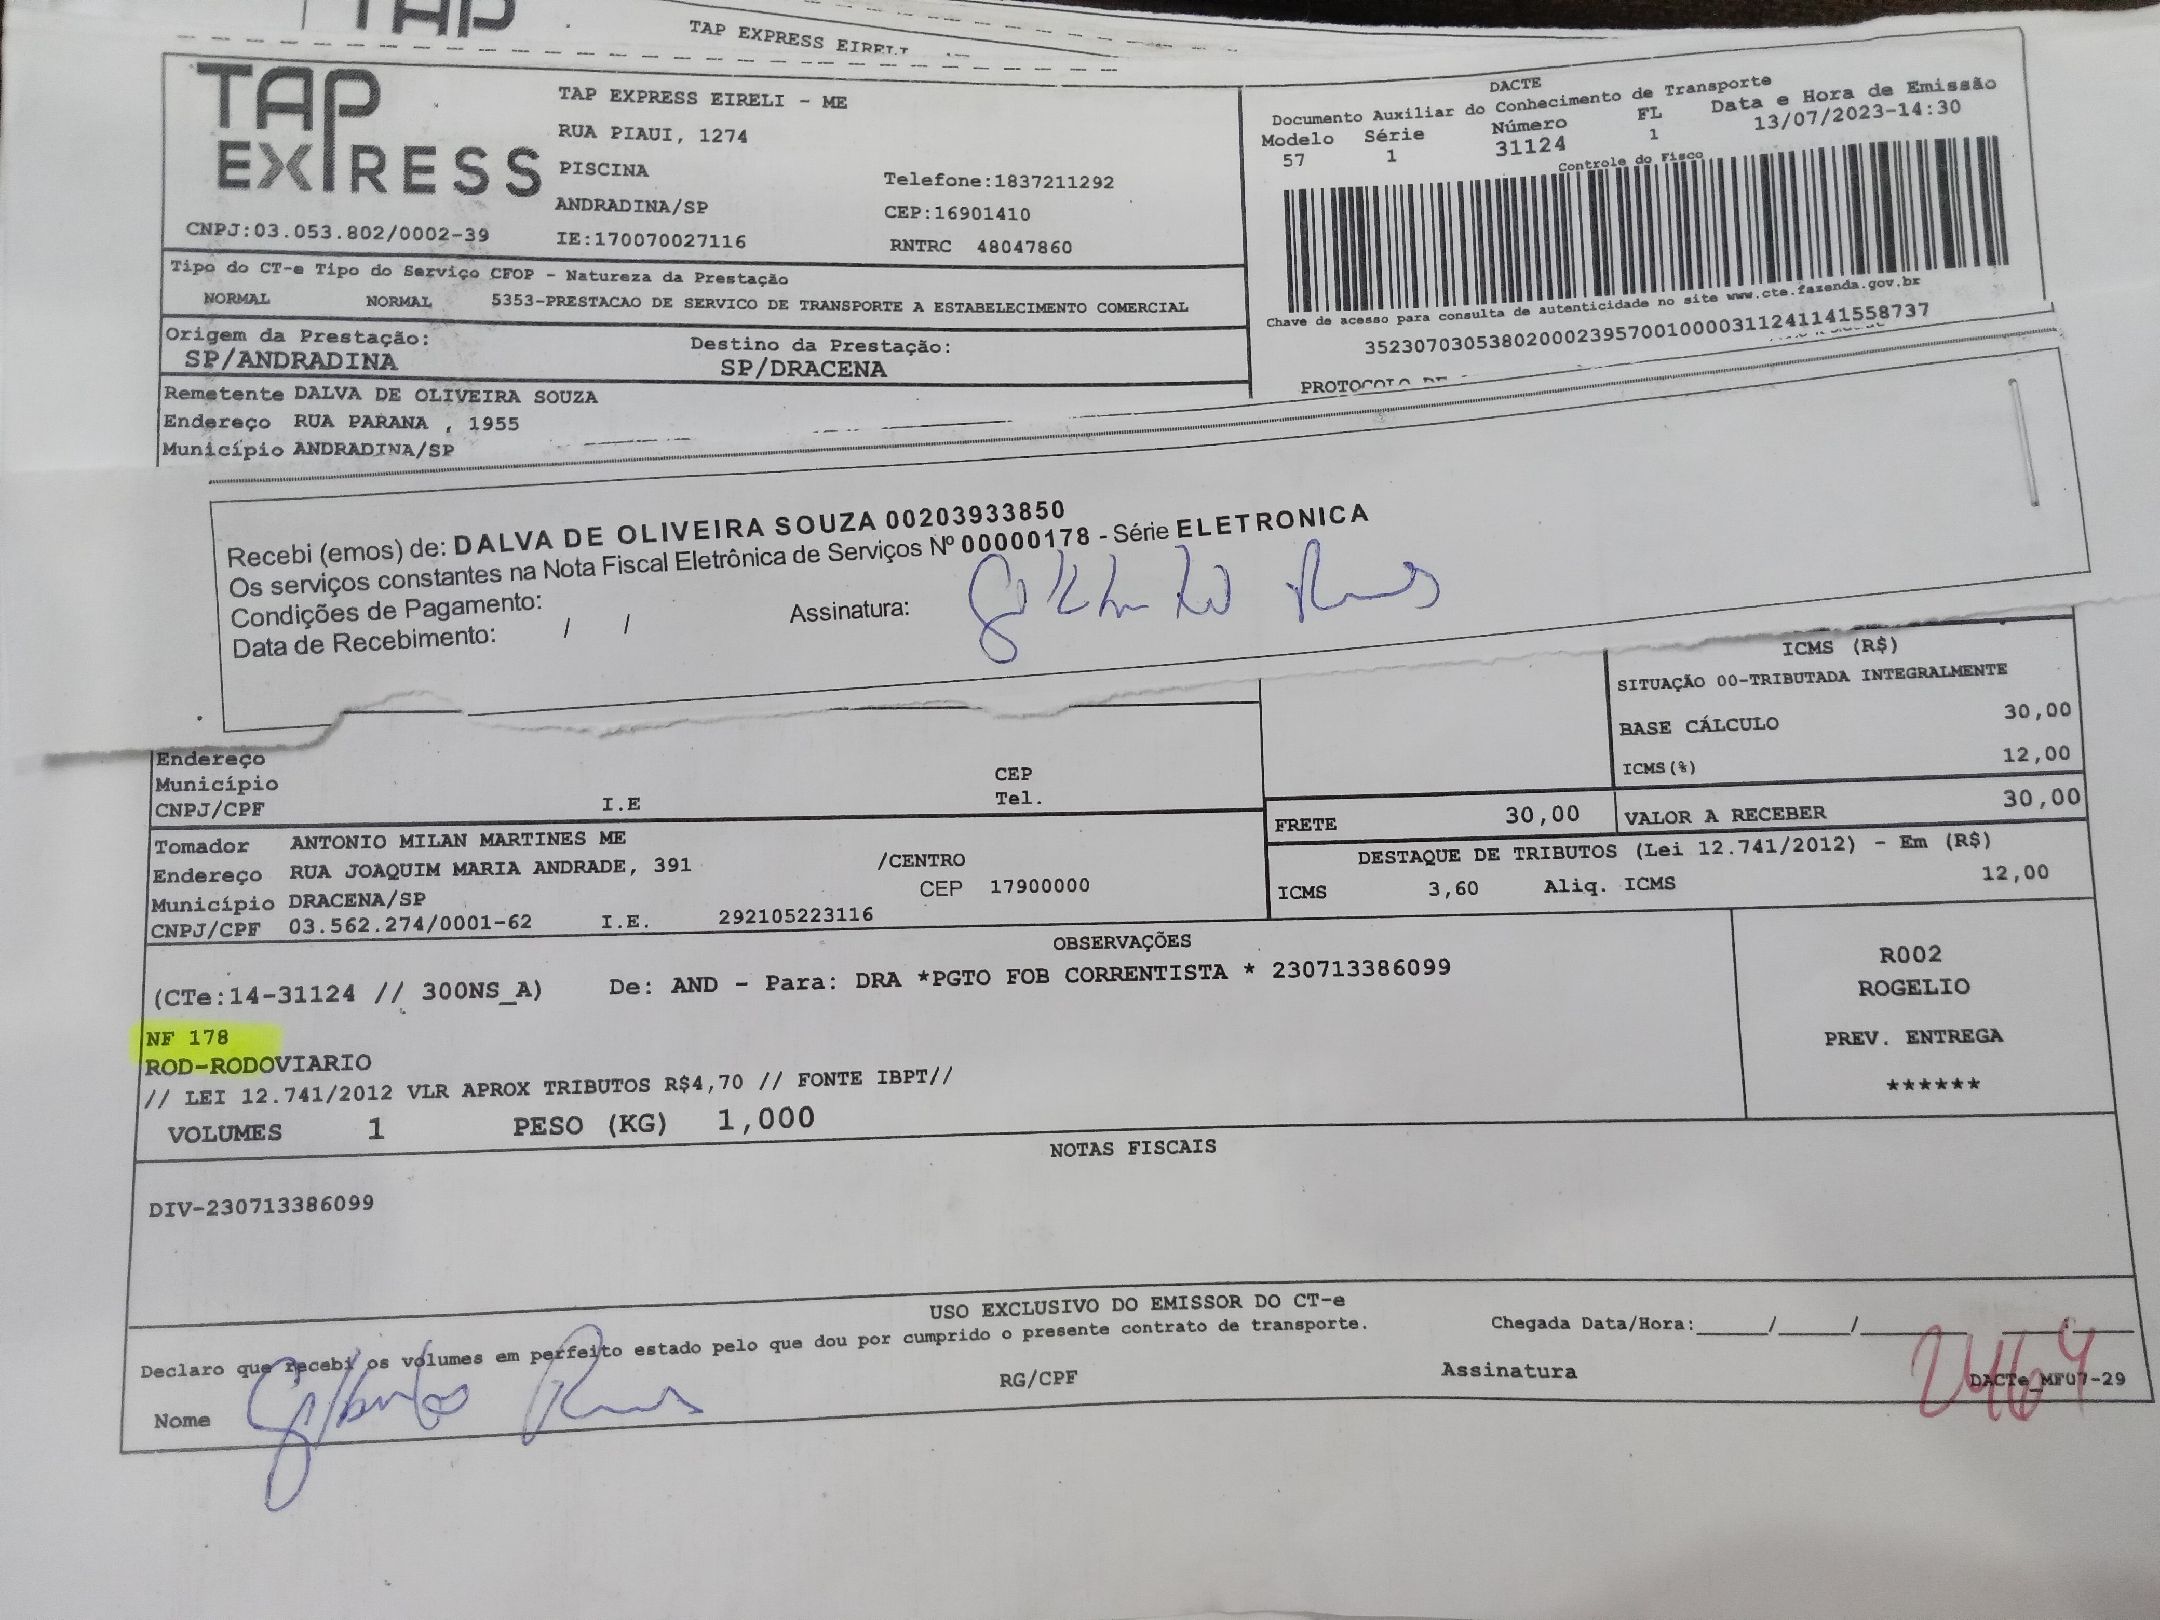 TAP
TAP EXPRESS EIRELI
TAP
EXPRESS
CNPJ:03.053.802/0002-39
TAP EXPRESS EIRELI - ME
RUA PIAUI, 1274
PISCINA
ANDRADINA/SP
IE:170070027116
Telefone:1837211292
CEP:16901410
RNTRC 48047860
DACTE
Documento Auxiliar do Conhecimento de Transporte
Modelo Série Número FL Data e Hora de Emissão
57 1 31124 1 13/07/2023-14:30
Controle do Fisco
Chave de acesso para consulta de autenticidade no site www.cte.fazenda.gov.br
35230703053802000239570010000311241141558737
Tipo do CT-e Tipo do Serviço CFOP - Natureza da Prestação
NORMAL NORMAL 5353-PRESTACAO DE SERVICO DE TRANSPORTE A ESTABELECIMENTO COMERCIAL
Origem da Prestação: Destino da Prestação:
SP/ANDRADINA SP/DRACENA
PROTOCOLO DE
Remetente DALVA DE OLIVEIRA SOUZA
Endereço RUA PARANA , 1955
Município ANDRADINA/SP
Recebi (emos) de: DALVA DE OLIVEIRA SOUZA 00203933850
Os serviços constantes na Nota Fiscal Eletrônica de Serviços Nº 00000178 - Série ELETRONICA
Condições de Pagamento:
Data de Recebimento: / / Assinatura:
ICMS (R$)
SITUAÇÃO 00-TRIBUTADA INTEGRALMENTE
BASE CÁLCULO 30,00
ICMS(%) 12,00
Endereço
Município CEP
CNPJ/CPF I.E Tel.
FRETE 30,00 VALOR A RECEBER 30,00
DESTAQUE DE TRIBUTOS (Lei 12.741/2012) - Em (R$)
ICMS 3,60 Aliq. ICMS 12,00
Tomador ANTONIO MILAN MARTINES ME
Endereço RUA JOAQUIM MARIA ANDRADE, 391 /CENTRO
Município DRACENA/SP CEP 17900000
CNPJ/CPF 03.562.274/0001-62 I.E. 292105223116
OBSERVAÇÕES
(CTe:14-31124 // 300NS_A) De: AND - Para: DRA *PGTO FOB CORRENTISTA * 230713386099
NF 178
ROD-RODOVIARIO
// LEI 12.741/2012 VLR APROX TRIBUTOS R$4,70 // FONTE IBPT//
VOLUMES 1 PESO (KG) 1,000
R002
ROGELIO
PREV. ENTREGA
******
NOTAS FISCAIS
DIV-230713386099
USO EXCLUSIVO DO EMISSOR DO CT-e
Declaro que recebi os volumes em perfeito estado pelo que dou por cumprido o presente contrato de transporte.
Chegada Data/Hora:_____/_____/_____ ___:___
Nome RG/CPF Assinatura
DACTe_MF07-29
2464